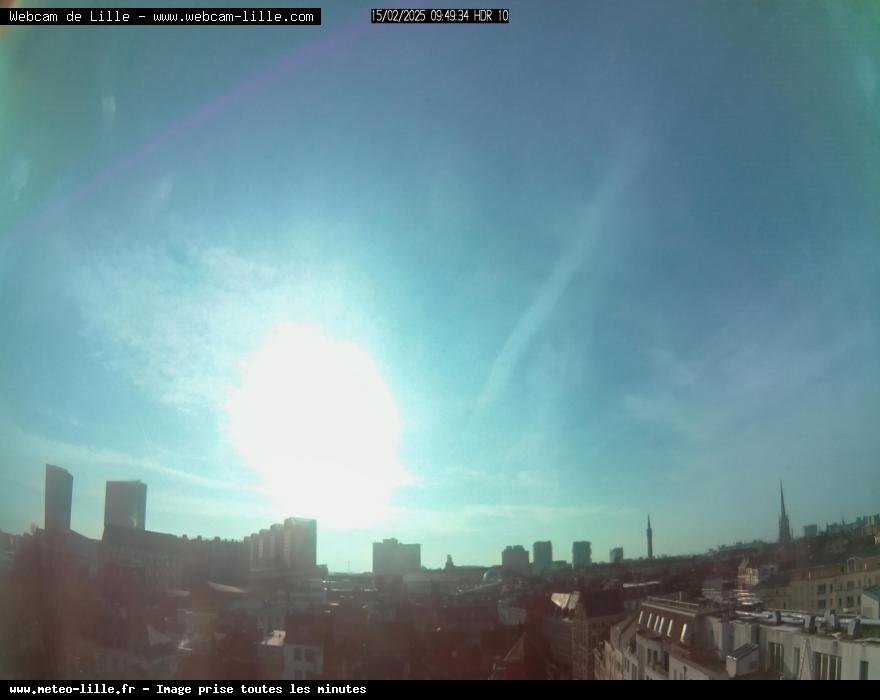 Webcam de Lille - www.webcam-lille.com
15/02/2025 09:49:34 HDR 10
www.meteo-lille.fr - Image prise toutes les minutes